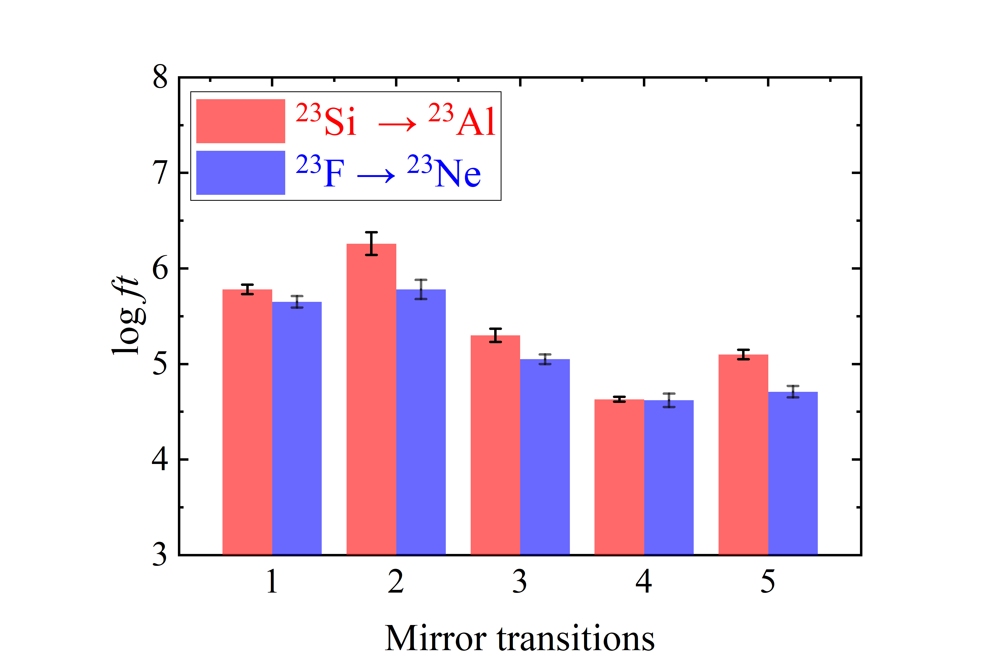 8
7
6
5
4
3
log ft
²³Si → ²³Al
²³F → ²³Ne
1 2 3 4 5
Mirror transitions